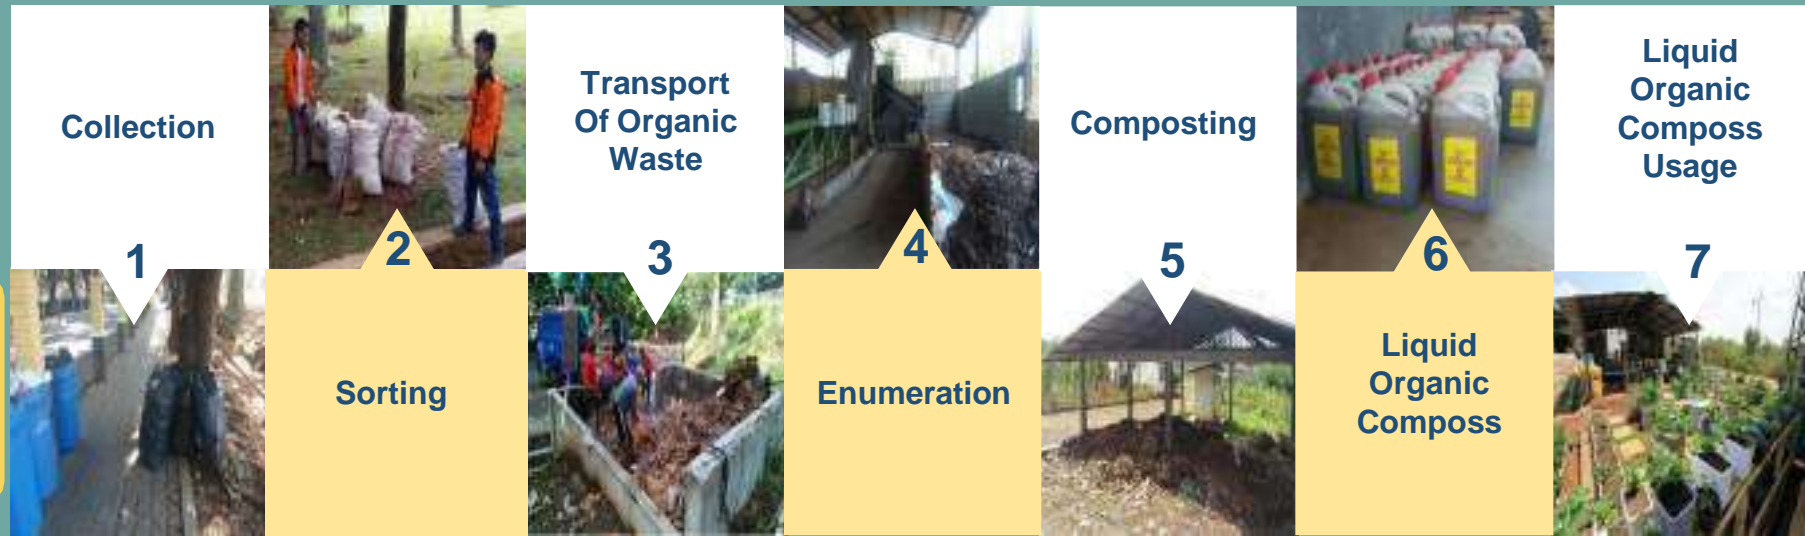 Collection
1
2
Sorting
Transport
Of Organic
Waste
3
4
Enumeration
Composting
5
6
Liquid
Organic
Composs
Liquid
Organic
Composs
Usage
7